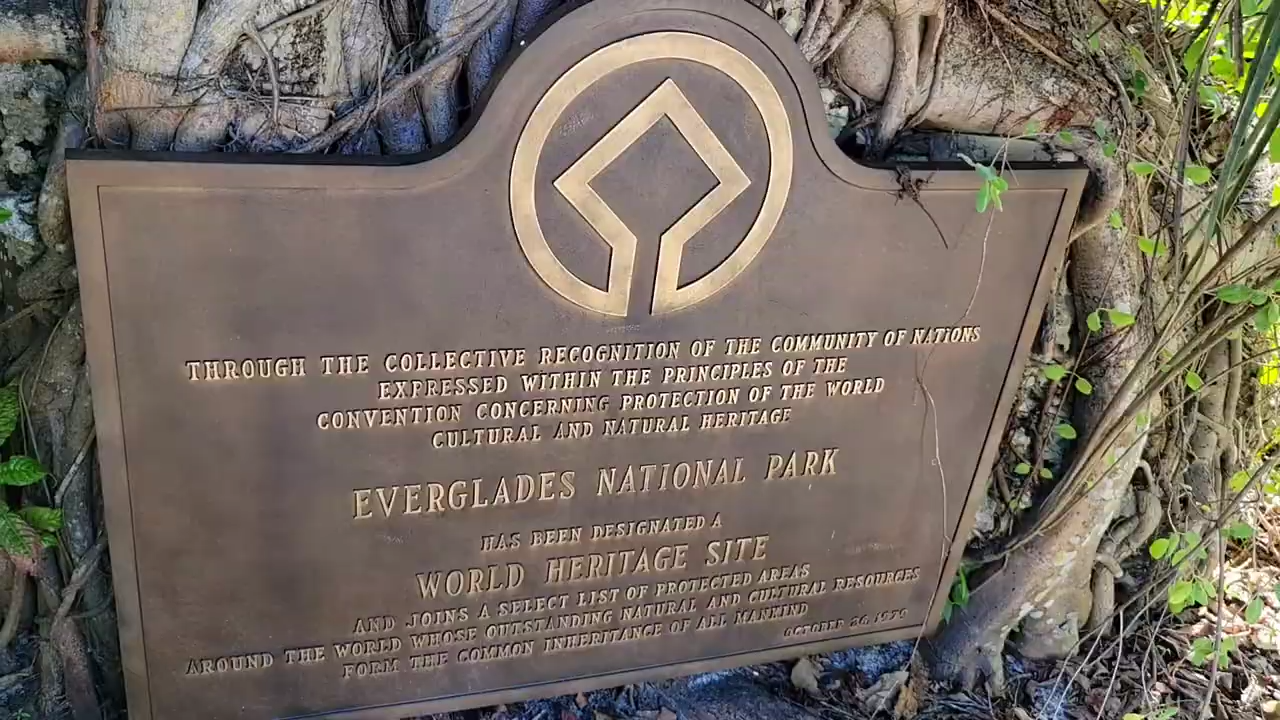 THROUGH THE COLLECTIVE RECOGNITION OF THE COMMUNITY OF NATIONS
EXPRESSED WITHIN THE PRINCIPLES OF THE
CONVENTION CONCERNING PROTECTION OF THE WORLD
CULTURAL AND NATURAL HERITAGE
EVERGLADES NATIONAL PARK
HAS BEEN DESIGNATED A
WORLD HERITAGE SITE
AND JOINS A SELECT LIST OF PROTECTED AREAS
AROUND THE WORLD WHOSE OUTSTANDING NATURAL AND CULTURAL RESOURCES
FORM THE COMMON INHERITANCE OF ALL MANKIND
OCTOBER 26, 1979